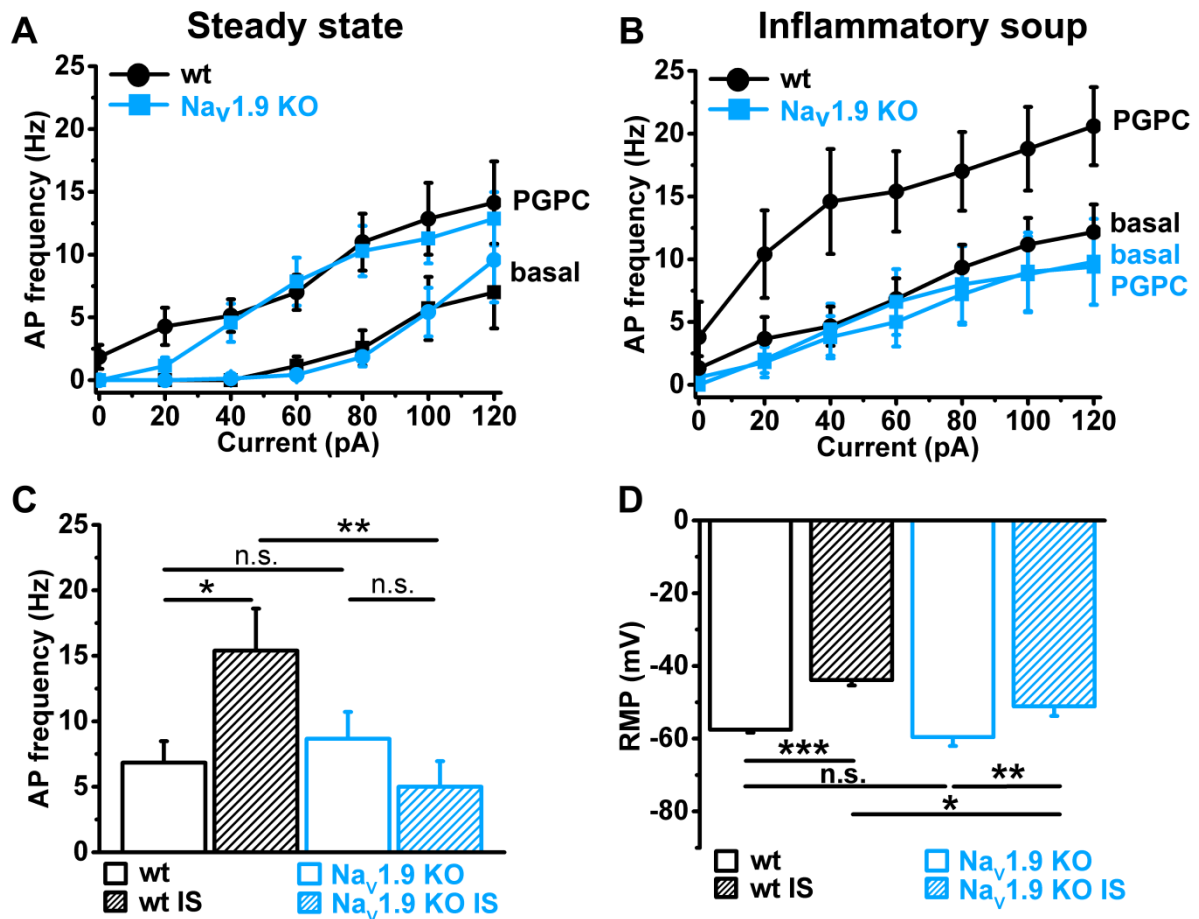 A Steady state
25
20
15
10
5
0
AP frequency (Hz)
wt
Nav1.9 KO
PGPC
basal
0 20 40 60 80 100 120
Current (pA)
B Inflammatory soup
25
20
15
10
5
0
AP frequency (Hz)
wt
Nav1.9 KO
PGPC
basal
basal
PGPC
0 20 40 60 80 100 120
Current (pA)
C
25
20
15
10
5
0
AP frequency (Hz)
**
n.s.
* n.s.
wt Nav1.9 KO
wt IS Nav1.9 KO IS
D
0
-20
-40
-60
-80
RMP (mV)
***
n.s. **
*
wt Nav1.9 KO
wt IS Nav1.9 KO IS